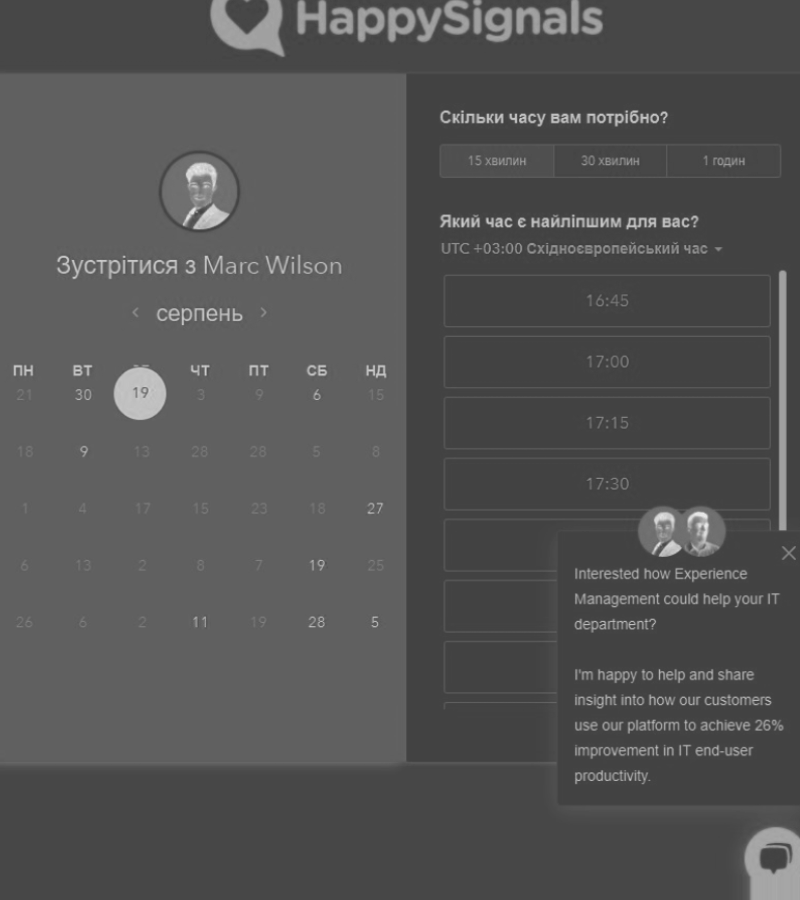 HappySignals
Зустрітися з Marc Wilson
серпень
ПН ВТ ЧТ ПТ СБ НД
21 30 19 3 9 6 15
18 9 13 28 28 5 8
1 4 17 15 23 18 27
6 13 2 8 7 19 25
26 6 2 11 19 28 5
Скільки часу вам потрібно?
15 хвилин 30 хвилин 1 годин
Який час є найліпшим для вас?
UTC +03:00 Східноєвропейський час
16:45
17:00
17:15
17:30
Interested how Experience
Management could help your IT
department?
I'm happy to help and share
insight into how our customers
use our platform to achieve 26%
improvement in IT end-user
productivity.